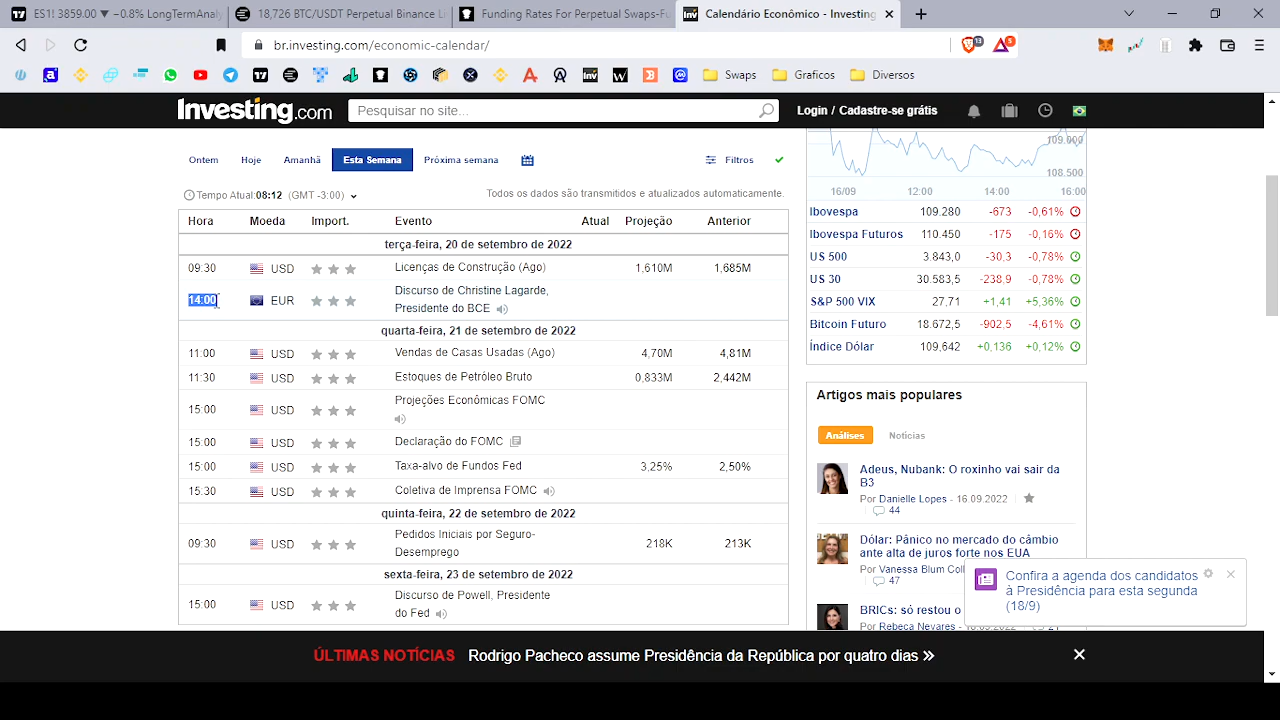 ES1! 3859.00 ▼ −0.8% LongTermAnaly
18,726 BTC/USDT Perpetual Binance Li
Funding Rates For Perpetual Swaps-Fu
Calendário Econômico - Investing
br.investing.com/economic-calendar/
13
5
Swaps
Graficos
Diversos
Investing.com
Pesquisar no site...
Login / Cadastre-se grátis
Ontem Hoje Amanhã Esta Semana Próxima semana Filtros
Tempo Atual:08:12 (GMT -3:00)
Todos os dados são transmitidos e atualizados automaticamente.
Hora Moeda Import. Evento Atual Projeção Anterior
terça-feira, 20 de setembro de 2022
09:30 USD Licenças de Construção (Ago) 1,610M 1,685M
14:00 EUR Discurso de Christine Lagarde,
Presidente do BCE
quarta-feira, 21 de setembro de 2022
11:00 USD Vendas de Casas Usadas (Ago) 4,70M 4,81M
11:30 USD Estoques de Petróleo Bruto 0,833M 2,442M
15:00 USD Projeções Econômicas FOMC
15:00 USD Declaração do FOMC
15:00 USD Taxa-alvo de Fundos Fed 3,25% 2,50%
15:30 USD Coletiva de Imprensa FOMC
quinta-feira, 22 de setembro de 2022
09:30 USD Pedidos Iniciais por Seguro-
Desemprego 218K 213K
sexta-feira, 23 de setembro de 2022
15:00 USD Discurso de Powell, Presidente
do Fed
109.000
108.500
16/09 12:00 14:00 16:00
Ibovespa 109.280 -673 -0,61%
Ibovespa Futuros 110.450 -175 -0,16%
US 500 3.843,0 -30,3 -0,78%
US 30 30.583,5 -238,9 -0,78%
S&P 500 VIX 27,71 +1,41 +5,36%
Bitcoin Futuro 18.672,5 -902,5 -4,61%
Índice Dólar 109,642 +0,136 +0,12%
Artigos mais populares
Análises Notícias
Adeus, Nubank: O roxinho vai sair da
B3
Por Danielle Lopes - 16.09.2022
44
Dólar: Pânico no mercado do câmbio
ante alta de juros forte nos EUA
Por Vanessa Blum Coll
47
BRICs: só restou o
Por Rebeca Nevares
Confira a agenda dos candidatos
à Presidência para esta segunda
(18/9)
ÚLTIMAS NOTÍCIAS Rodrigo Pacheco assume Presidência da República por quatro dias »